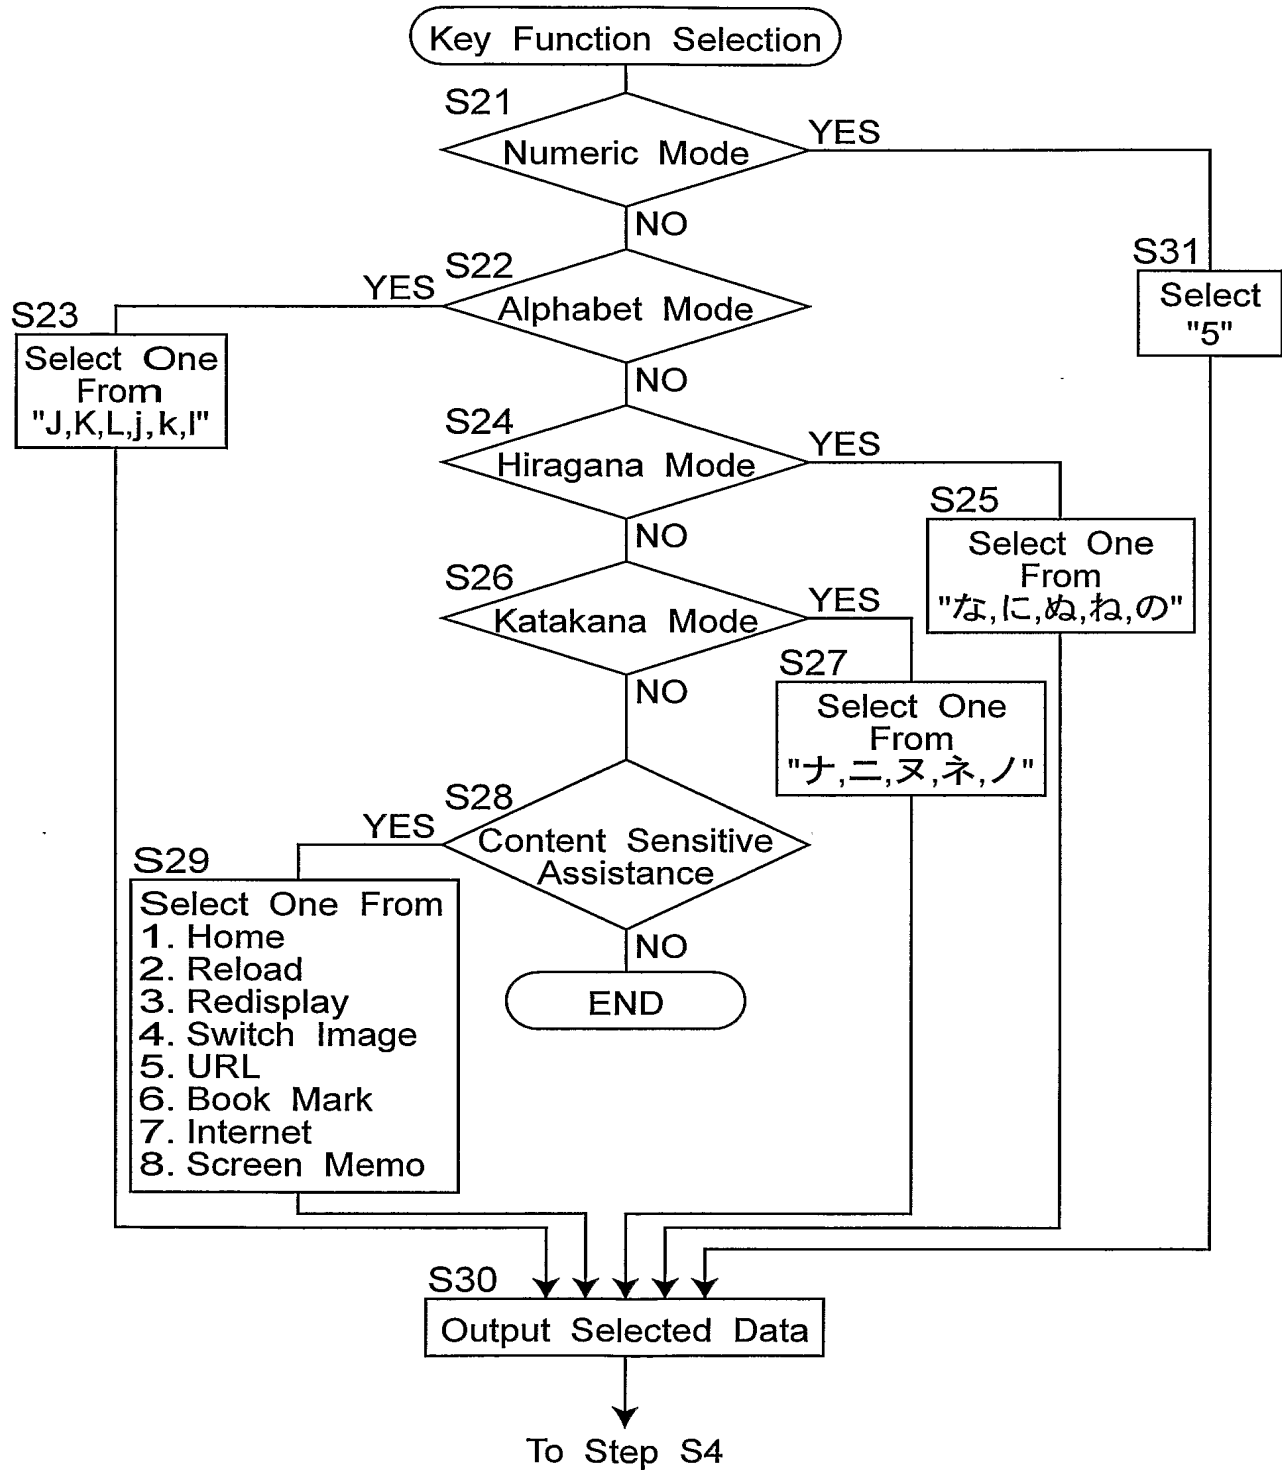 Key Function Selection
S21
Numeric Mode
YES
NO
S31
Select
"5"
S22
Alphabet Mode
YES
NO
S23
Select One
From
"J,K,L,j,k,l"
S24
Hiragana Mode
YES
NO
S25
Select One
From
"な,に,ぬ,ね,の"
S26
Katakana Mode
YES
NO
S27
Select One
From
"ナ,ニ,ヌ,ネ,ノ"
S28
Content Sensitive
Assistance
YES
NO
END
S29
Select One From
1. Home
2. Reload
3. Redisplay
4. Switch Image
5. URL
6. Book Mark
7. Internet
8. Screen Memo
S30
Output Selected Data
To Step S4